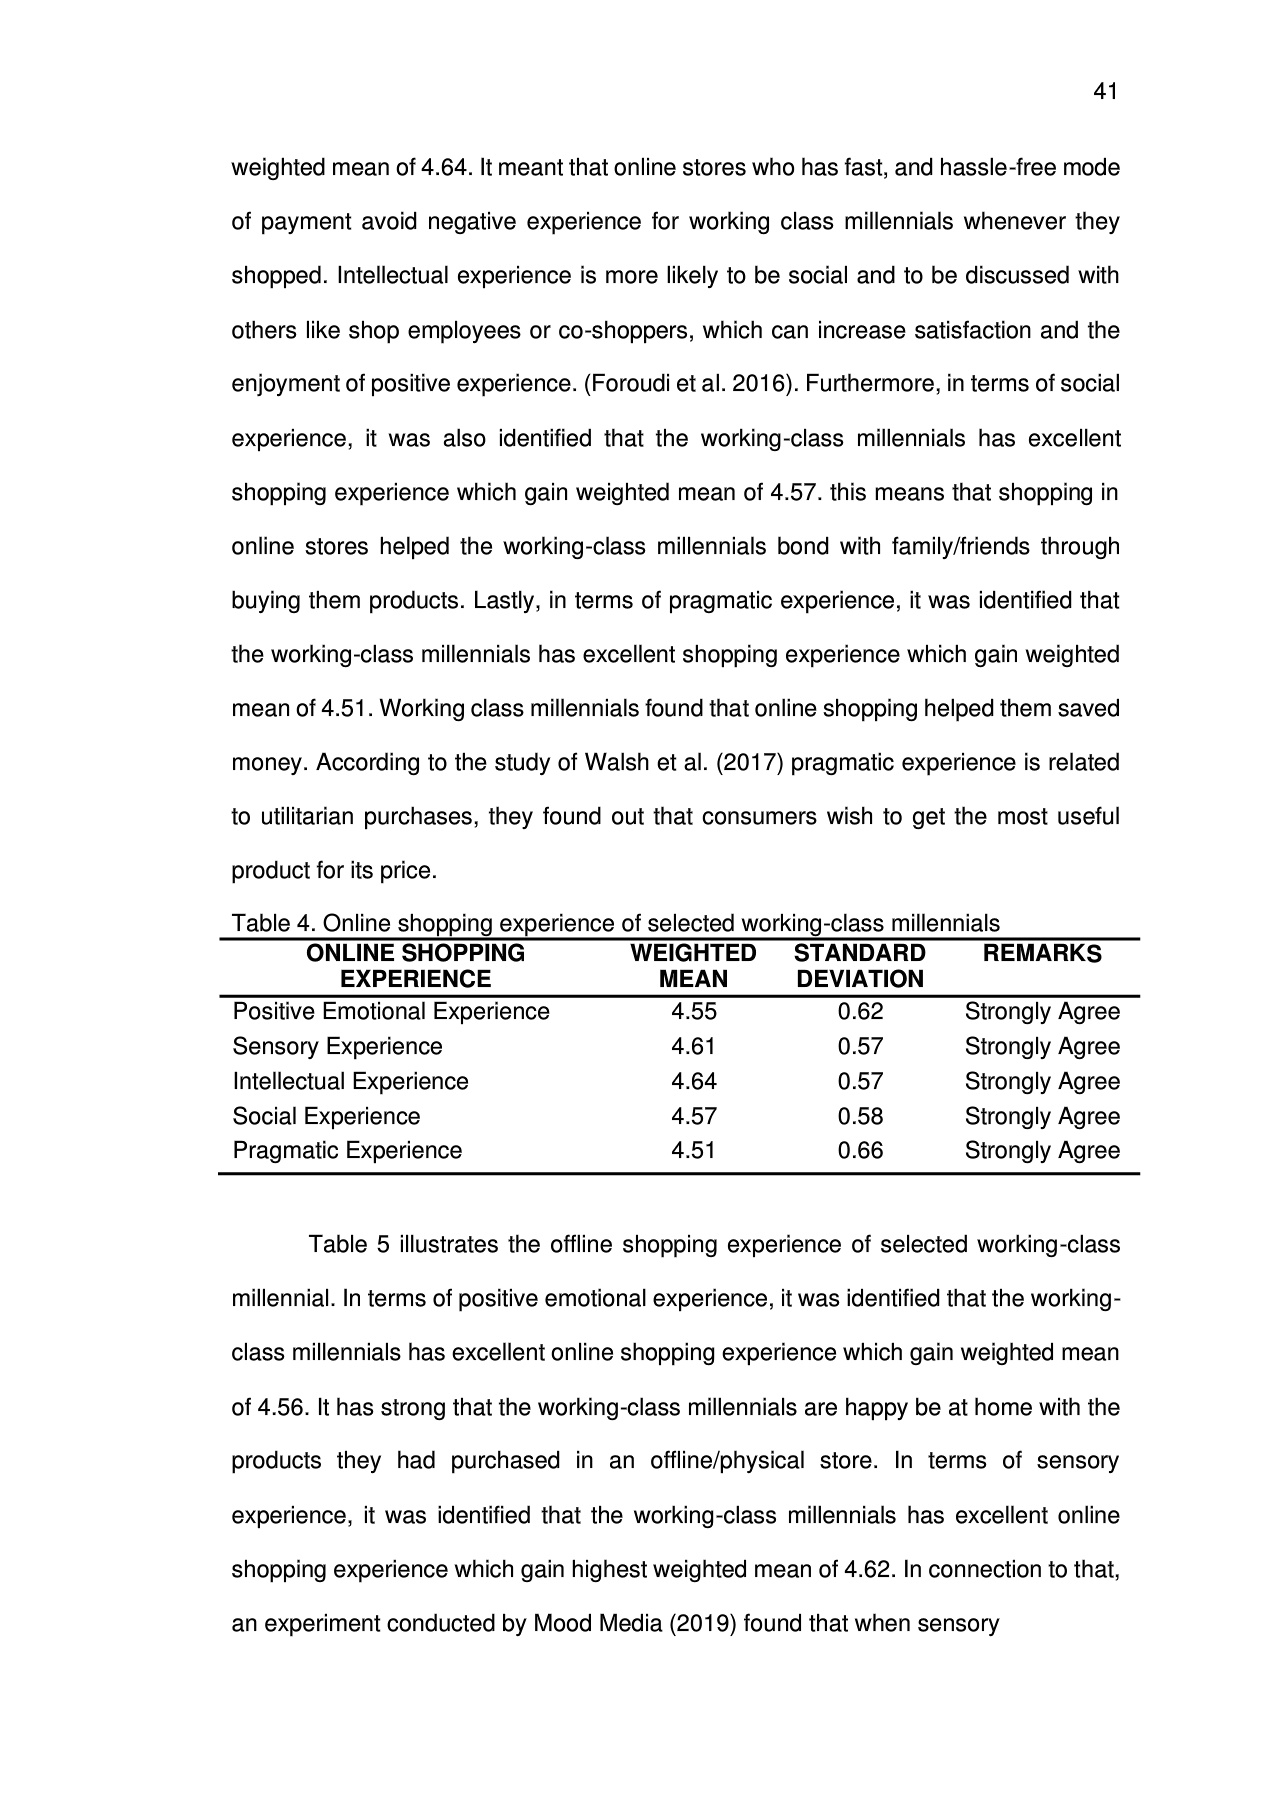 41
weighted mean of 4.64. It meant that online stores who has fast, and hassle-free mode
of payment avoid negative experience for working class millennials whenever they
shopped. Intellectual experience is more likely to be social and to be discussed with
others like shop employees or co-shoppers, which can increase satisfaction and the
enjoyment of positive experience. (Foroudi et al. 2016). Furthermore, in terms of social
experience, it was also identified that the working-class millennials has excellent
shopping experience which gain weighted mean of 4.57. this means that shopping in
online stores helped the working-class millennials bond with family/friends through
buying them products. Lastly, in terms of pragmatic experience, it was identified that
the working-class millennials has excellent shopping experience which gain weighted
mean of 4.51. Working class millennials found that online shopping helped them saved
money. According to the study of Walsh et al. (2017) pragmatic experience is related
to utilitarian purchases, they found out that consumers wish to get the most useful
product for its price.
Table 4. Online shopping experience of selected working-class millennials
ONLINE SHOPPING WEIGHTED STANDARD REMARKS
EXPERIENCE MEAN DEVIATION
Positive Emotional Experience 4.55 0.62 Strongly Agree
Sensory Experience 4.61 0.57 Strongly Agree
Intellectual Experience 4.64 0.57 Strongly Agree
Social Experience 4.57 0.58 Strongly Agree
Pragmatic Experience 4.51 0.66 Strongly Agree
Table 5 illustrates the offline shopping experience of selected working-class
millennial. In terms of positive emotional experience, it was identified that the working-
class millennials has excellent online shopping experience which gain weighted mean
of 4.56. It has strong that the working-class millennials are happy be at home with the
products they had purchased in an offline/physical store. In terms of sensory
experience, it was identified that the working-class millennials has excellent online
shopping experience which gain highest weighted mean of 4.62. In connection to that,
an experiment conducted by Mood Media (2019) found that when sensory